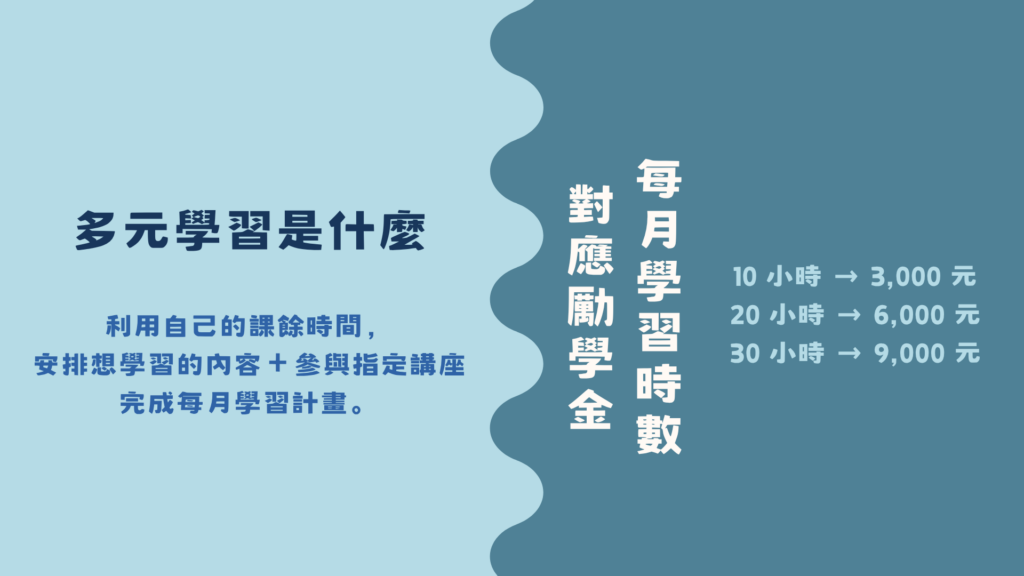 多元學習是什麼
利用自己的課餘時間，
安排想學習的內容＋參與指定講座
完成每月學習計畫。
每月學習時數
對應勵學金
10 小時 → 3,000 元
20 小時 → 6,000 元
30 小時 → 9,000 元